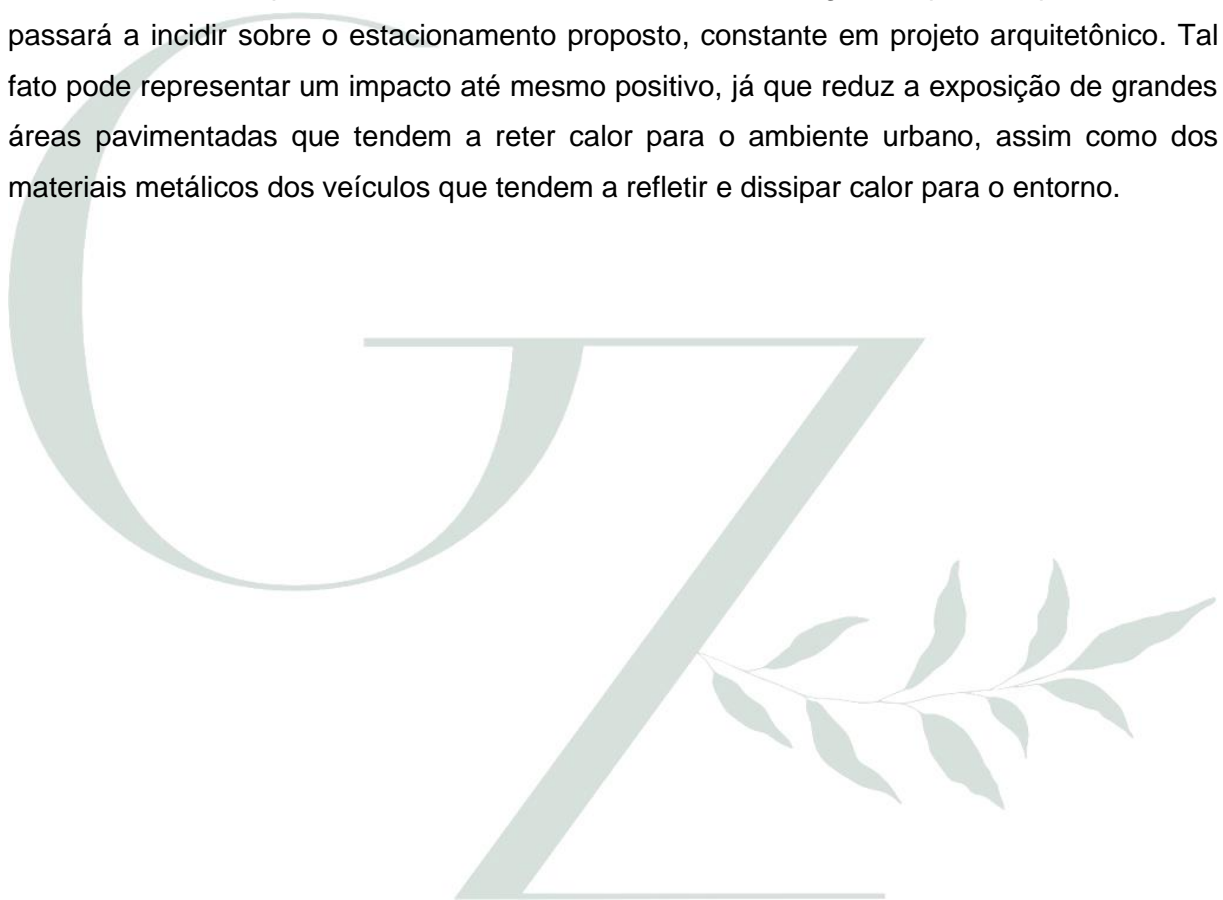 passará a incidir sobre o estacionamento proposto, constante em projeto arquitetônico. Tal
fato pode representar um impacto até mesmo positivo, já que reduz a exposição de grandes
áreas pavimentadas que tendem a reter calor para o ambiente urbano, assim como dos
materiais metálicos dos veículos que tendem a refletir e dissipar calor para o entorno.
GZ